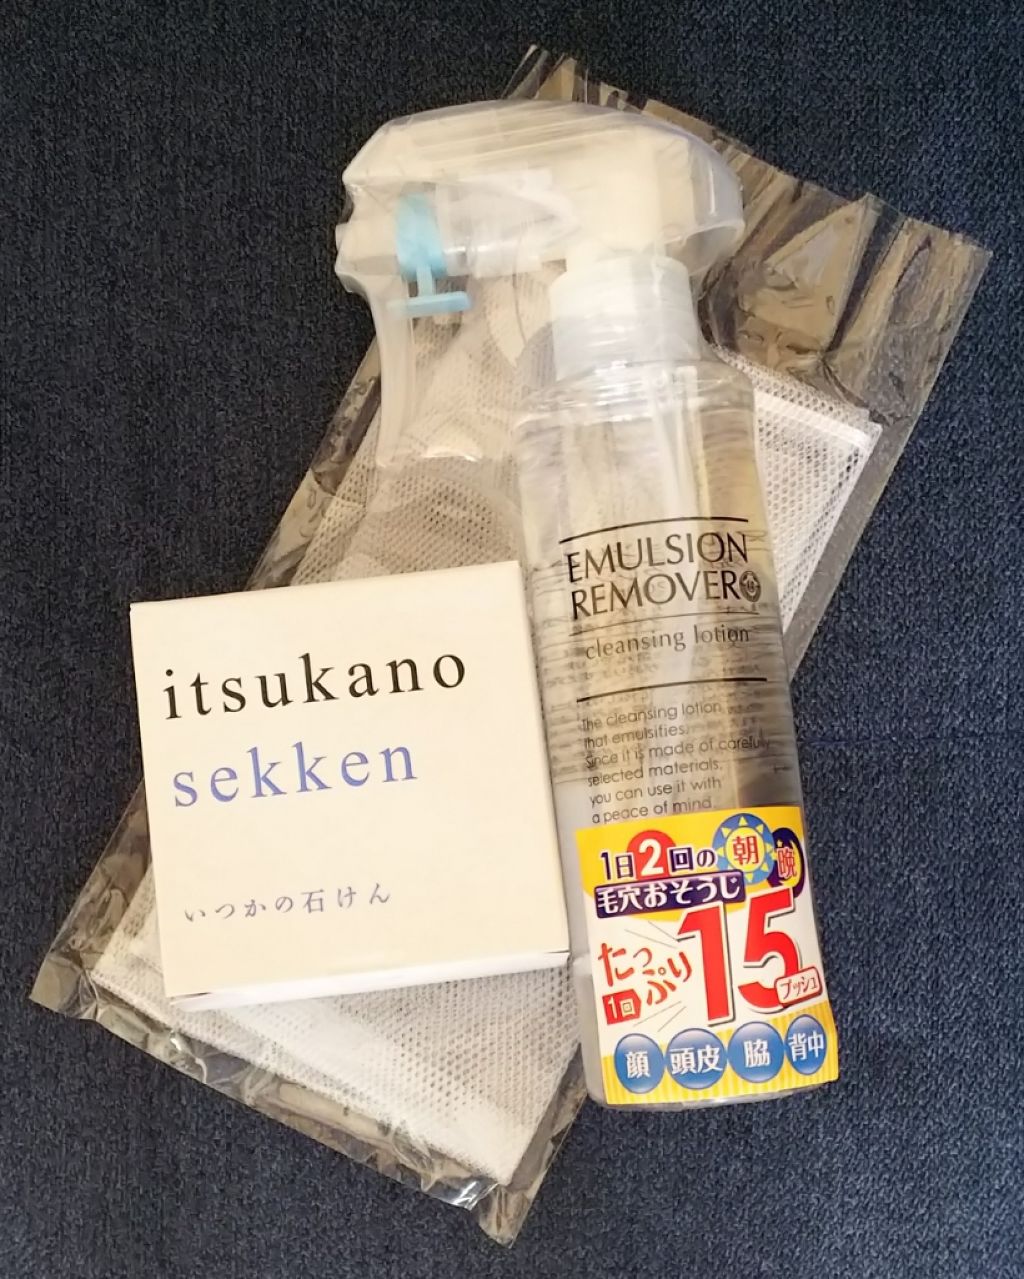 itsukano
sekken
いつかの石けん
EMULSION
REMOVER
cleansing lotion
The cleansing lotion
that emulsifies.
Since it is made of carefully
selected materials,
you can use it with
a peace of mind.
1日2回の朝晩
毛穴おそうじ
たっぷり
1回
15
プッシュ
顔 頭皮 脇 背中